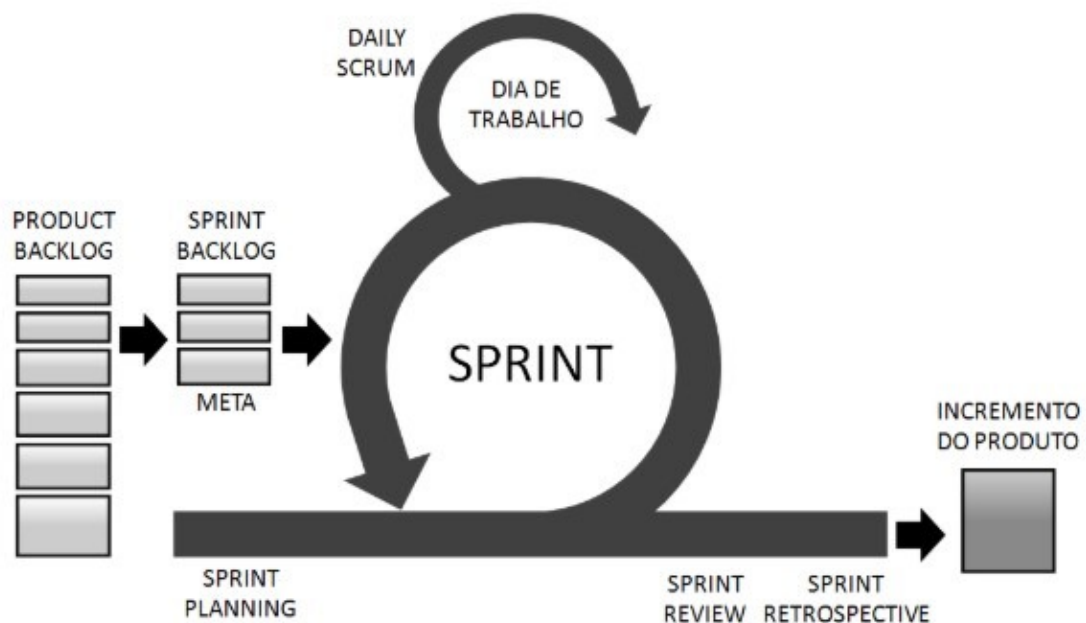 DAILY
SCRUM
DIA DE
TRABALHO
PRODUCT
BACKLOG
SPRINT
BACKLOG
META
SPRINT
INCREMENTO
DO PRODUTO
SPRINT
PLANNING
SPRINT
REVIEW
SPRINT
RETROSPECTIVE